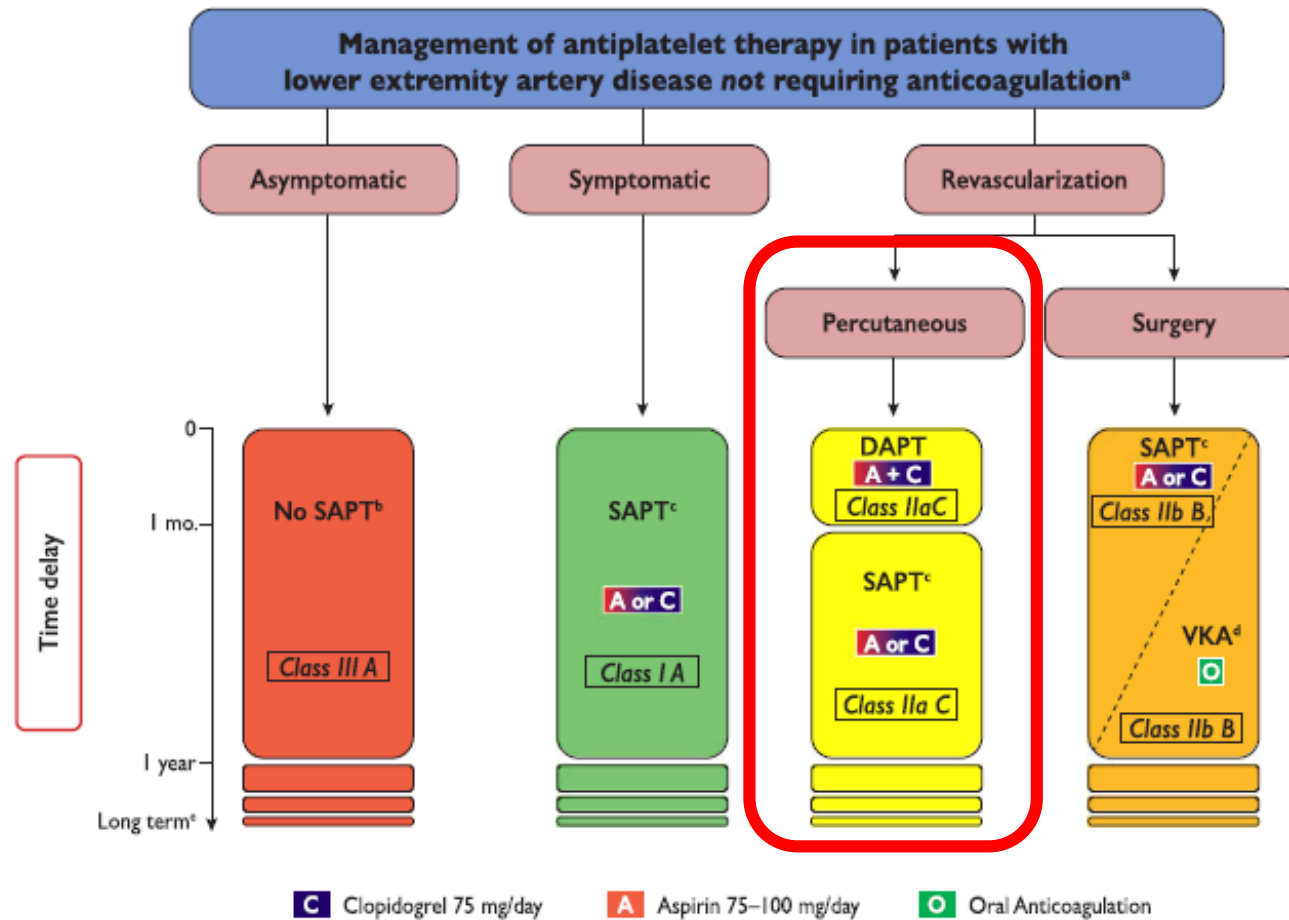 Management of antiplatelet therapy in patients with
lower extremity artery disease not requiring anticoagulationᵃ
Asymptomatic
Symptomatic
Revascularization
Percutaneous
Surgery
Time delay
0
1 mo.
1 year
Long termᵉ
No SAPTᵇ
Class III A
SAPTᶜ
A or C
Class I A
DAPT
A + C
Class IIaC
SAPTᶜ
A or C
Class IIa C
SAPTᶜ
A or C
Class IIb B
VKAᵈ
O
Class IIb B
C Clopidogrel 75 mg/day
A Aspirin 75–100 mg/day
O Oral Anticoagulation